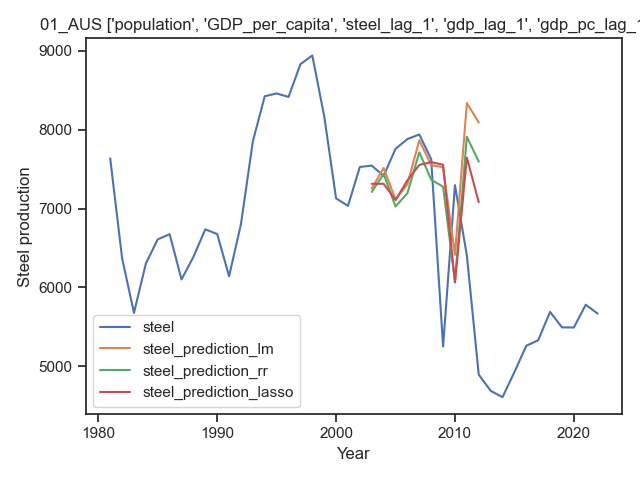 01_AUS ['population', 'GDP_per_capita', 'steel_lag_1', 'gdp_lag_1', 'gdp_pc_lag_1
9000
8000
7000
6000
5000
Steel production
steel
steel_prediction_lm
steel_prediction_rr
steel_prediction_lasso
1980
1990
2000
2010
2020
Year